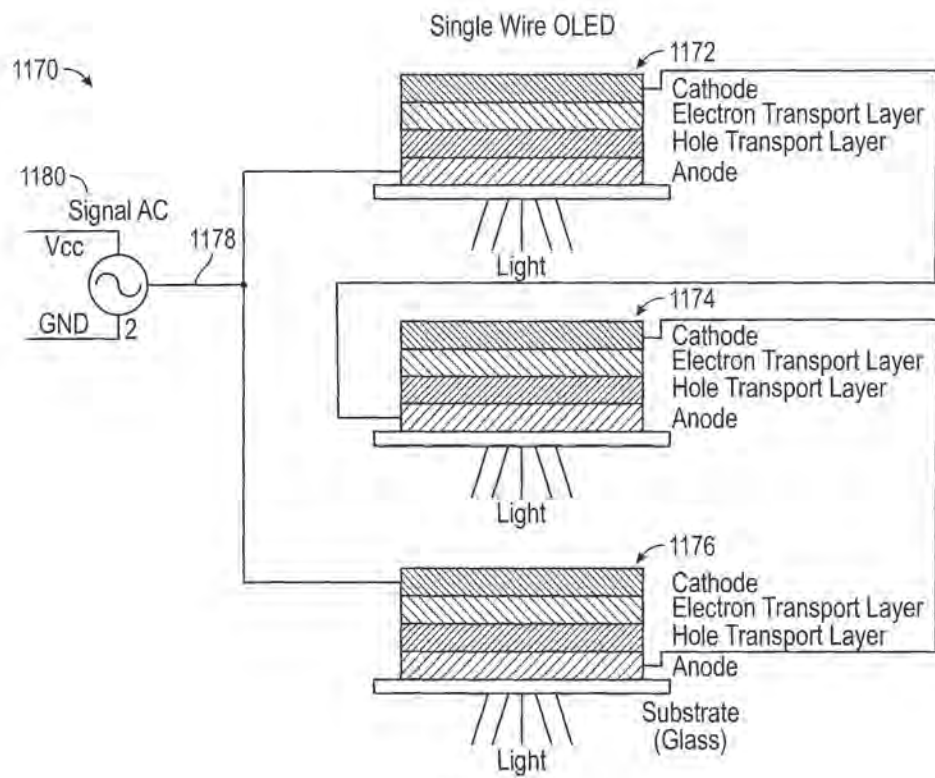 Single Wire OLED
1170
1172
Cathode
Electron Transport Layer
Hole Transport Layer
Anode
1180
Signal AC
Vcc
1178
GND
2
Light
1174
Cathode
Electron Transport Layer
Hole Transport Layer
Anode
Light
1176
Cathode
Electron Transport Layer
Hole Transport Layer
Anode
Substrate
(Glass)
Light